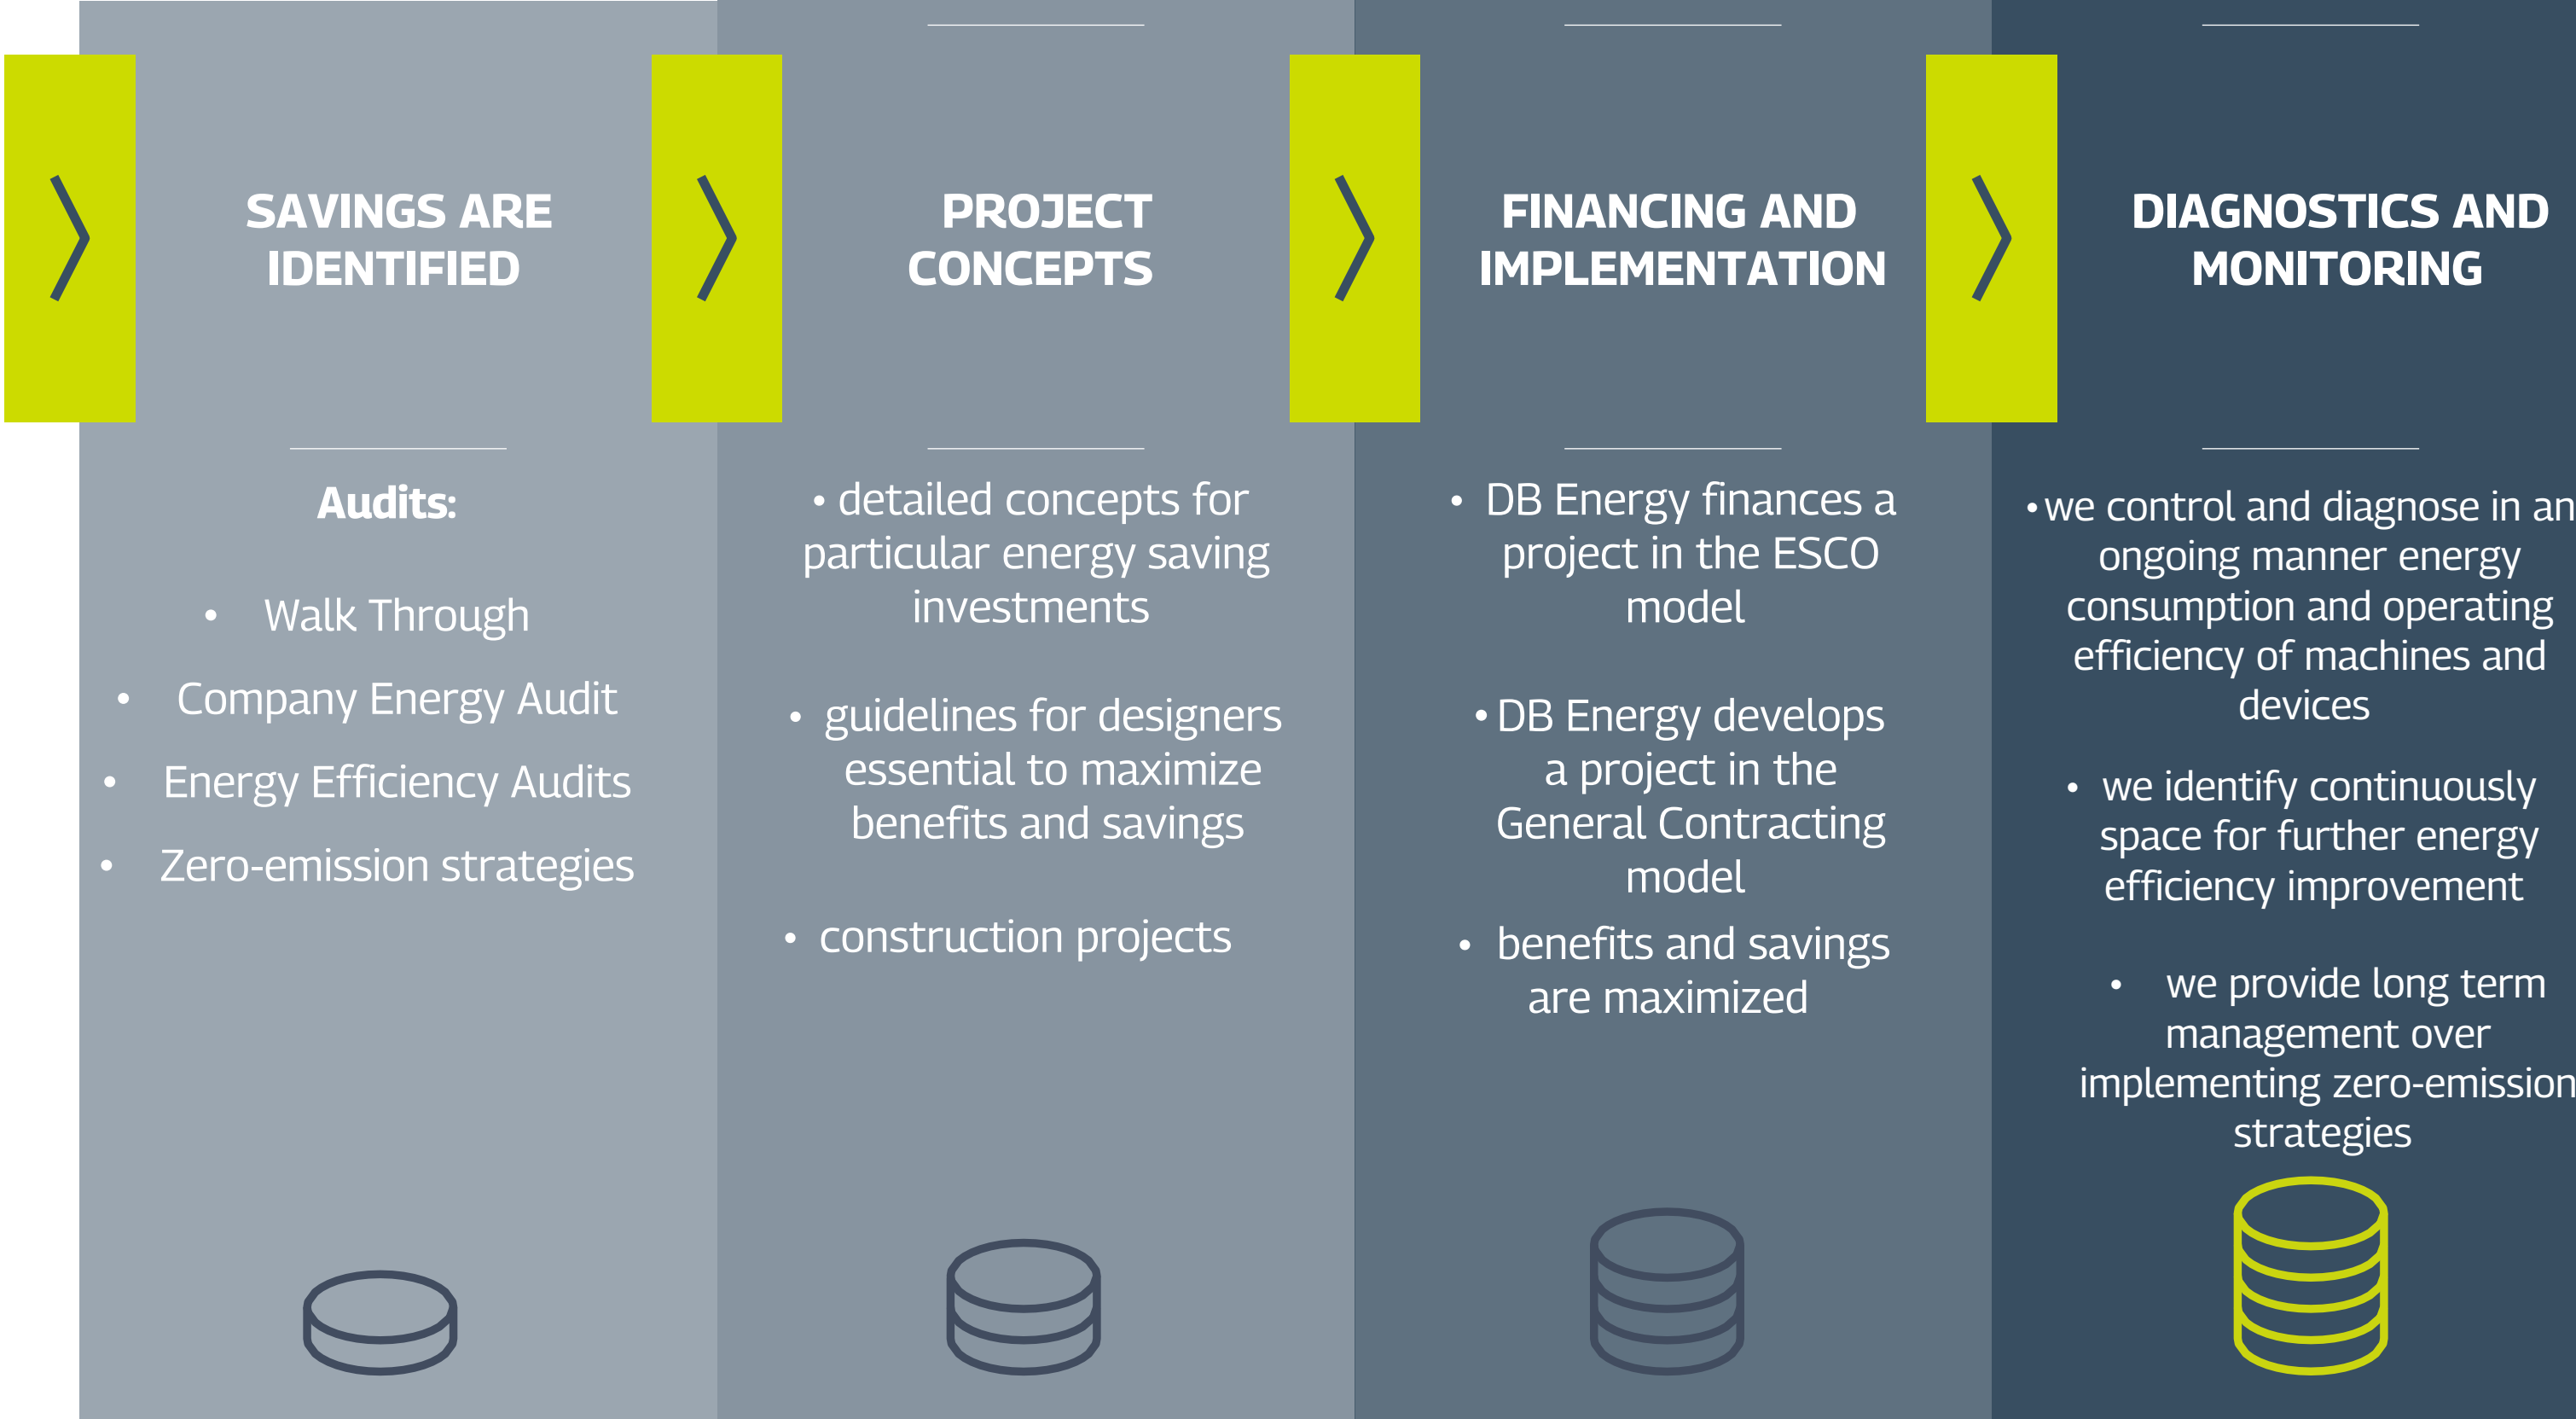 SAVINGS ARE
IDENTIFIED
Audits:
• Walk Through
• Company Energy Audit
• Energy Efficiency Audits
• Zero-emission strategies
PROJECT
CONCEPTS
• detailed concepts for
particular energy saving
investments
• guidelines for designers
essential to maximize
benefits and savings
• construction projects
FINANCING AND
IMPLEMENTATION
• DB Energy finances a
project in the ESCO
model
• DB Energy develops
a project in the
General Contracting
model
• benefits and savings
are maximized
DIAGNOSTICS AND
MONITORING
• we control and diagnose in an
ongoing manner energy
consumption and operating
efficiency of machines and
devices
• we identify continuously
space for further energy
efficiency improvement
• we provide long term
management over
implementing zero-emission
strategies